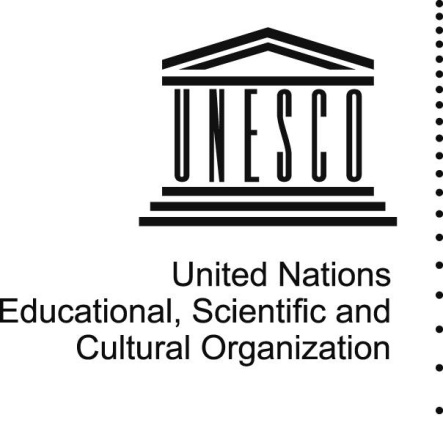 UNESCO
United Nations
Educational, Scientific and
Cultural Organization